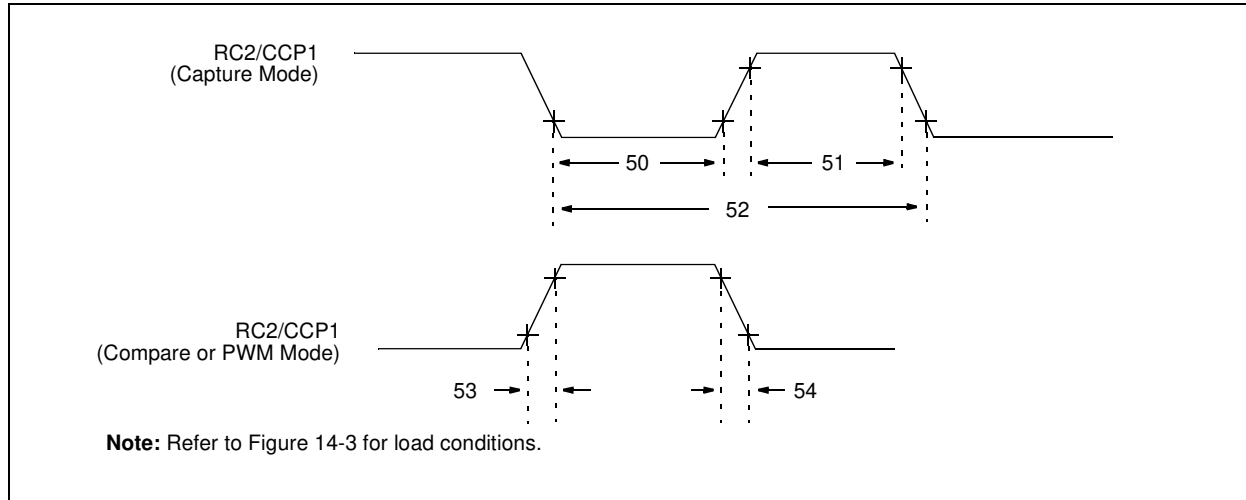 RC2/CCP1
(Capture Mode)
50
51
52
RC2/CCP1
(Compare or PWM Mode)
53
54
Note: Refer to Figure 14-3 for load conditions.